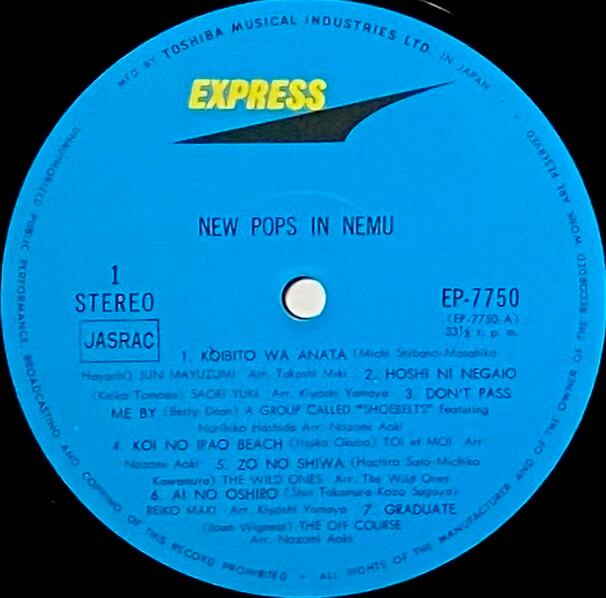 MFD BY TOSHIBA MUSICAL INDUSTRIES LTD. IN JAPAN
EXPRESS
NEW POPS IN NEMU
1
STEREO
JASRAC
EP-7750
(EP-7750-A)
33⅓ r. p. m.
1. KOIBITO WA ANATA (Michi Shibano-Masahiko
Hayashi) JUN MAYUZUMI Arr. Takashi Miki 2. HOSHI NI NEGAIO
(Keiko Tomada) SAORI YUKI Arr. Kiyoshi Yamaya 3. DON'T PASS
ME BY (Betty Dean) A GROUP CALLED "SHOEBELTS" Featuring
Norihiko Hashida Arr. Nozomi Aoki
4. KOI NO IPAO BEACH (Itsuko Okubo) TOI et MOI Arr.
Nozomi Aoki 5. ZO NO SHIWA (Hachiro Sato-Michiko
Kawamura) THE WILD ONES Arr. The Wild Ones
6. AI NO OSHIRO (Shin Takamura-Kozo Sugaya)
REIKO MAKI Arr. Kiyoshi Yamaya 7. GRADUATE
(Joan Wigness) THE OFF COURSE
Arr. Nozomi Aoki
UNAUTHORIZED PUBLIC PERFORMANCE, BROADCASTING AND COPYING OF THIS RECORD PROHIBITED • ALL RIGHTS OF THE MANUFACTURER AND OF THE OWNER OF THE RECORDED WORK ARE RESERVED